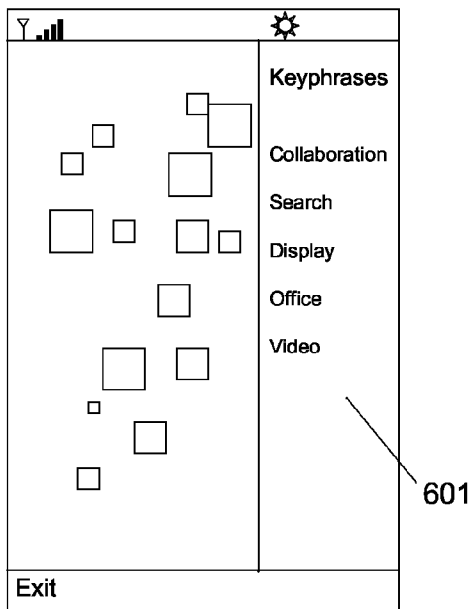 Keyphrases
Collaboration
Search
Display
Office
Video
601
Exit